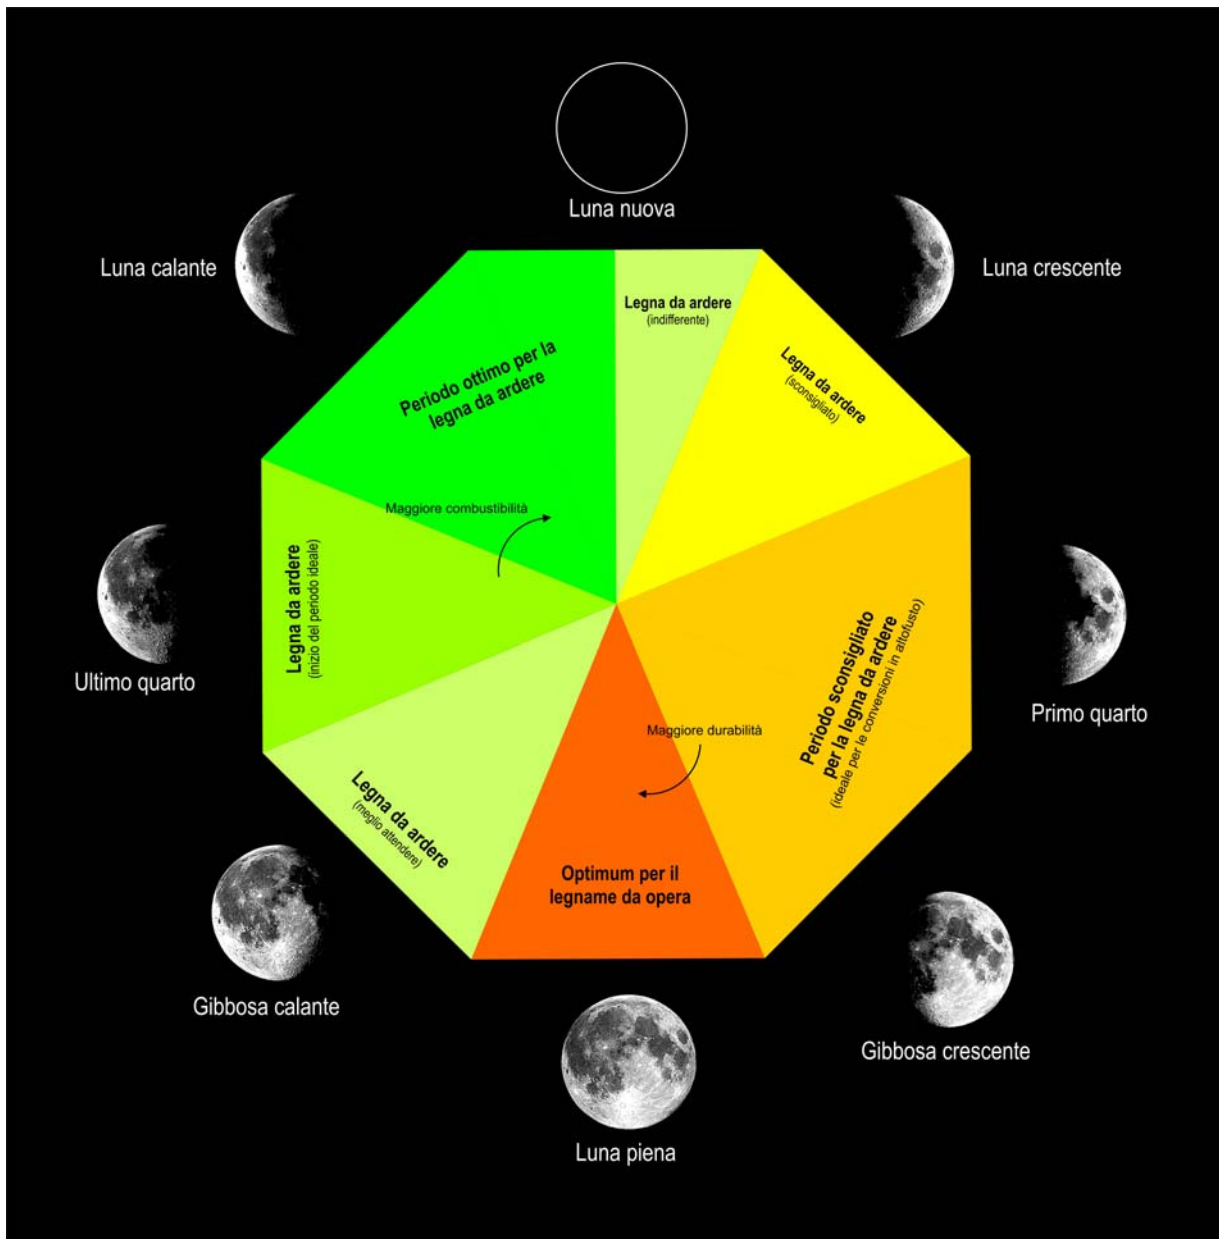 Luna nuova
Luna calante
Luna crescente
Legna da ardere
(indifferente)
Periodo ottimo per la
legna da ardere
Legna da ardere
(sconsigliato)
Maggiore combustibilità
Legna da ardere
(inizio del periodo ideale)
Ultimo quarto
Periodo sconsigliato
per la legna da ardere
(ideale per le conversioni in altofusto)
Primo quarto
Maggiore durabilità
Legna da ardere
(meglio attendere)
Optimum per il
legname da opera
Gibbosa calante
Gibbosa crescente
Luna piena